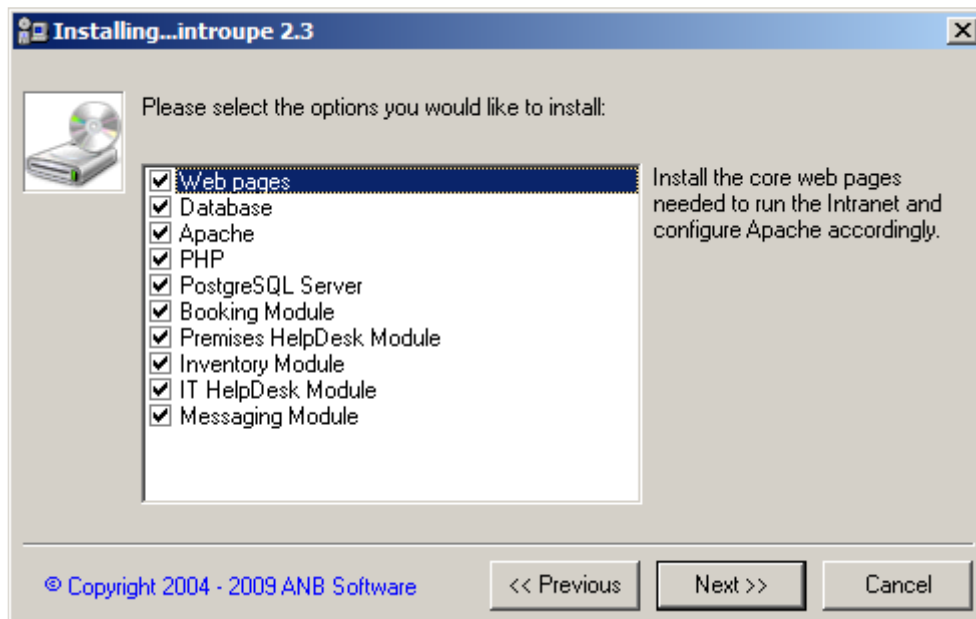 Installing...introupe 2.3
Please select the options you would like to install:
Web pages
Database
Apache
PHP
PostgreSQL Server
Booking Module
Premises HelpDesk Module
Inventory Module
IT HelpDesk Module
Messaging Module
Install the core web pages
needed to run the Intranet and
configure Apache accordingly.
© Copyright 2004 - 2009 ANB Software
<< Previous
Next >>
Cancel